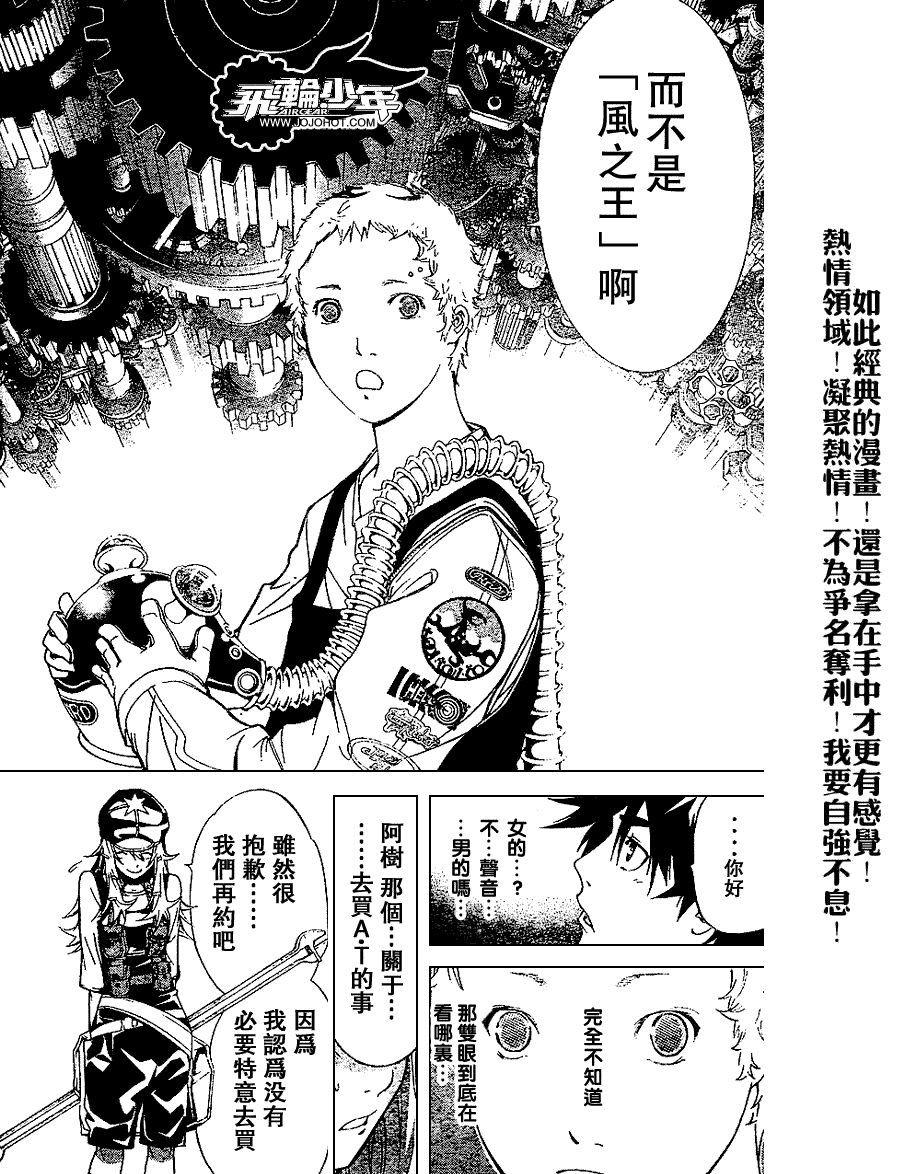 飛輪少年
AIRGEAR
WWW.JOJOHOT.COM
而不是
「風之王」啊
....你好
女的...?
不...聲音
...男的嗎...
完全不知道
那雙眼到底在
看哪裏...
阿樹 那個...關于...
......去買A.T的事
雖然很
抱歉......
我們再約吧
因爲
我認爲没有
必要特意去買
如此經典的漫畫!還是拿在手中才更有感覺!
熱情領域!凝聚熱情!不為爭名奪利!我要自強不息!